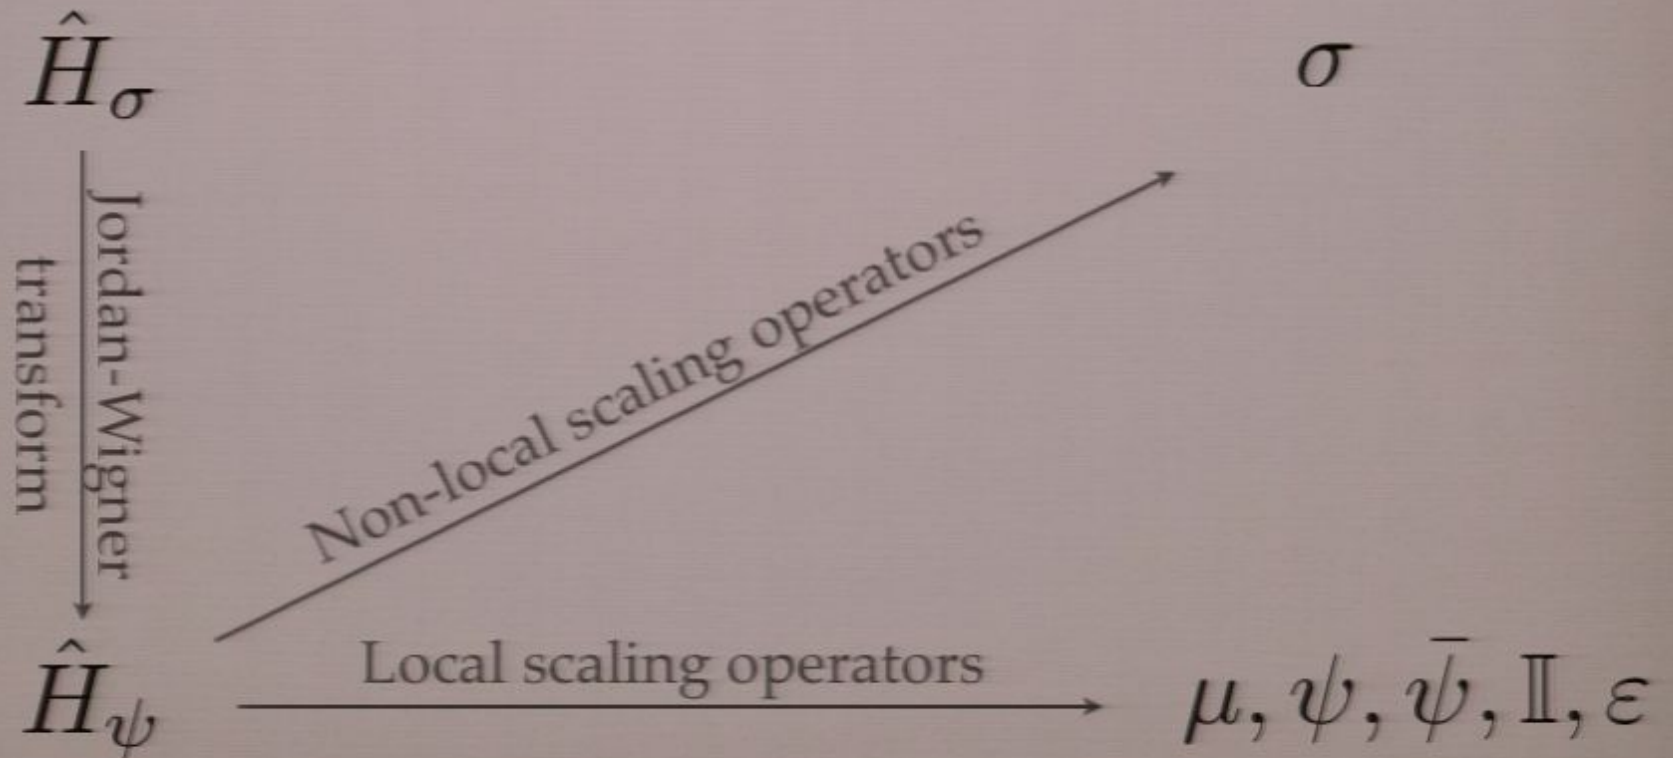 Ĥ_σ
σ
Jordan-Wigner
transform
Non-local scaling operators
Local scaling operators
Ĥ_ψ
μ, ψ, ψ̄, 𝕀, ε